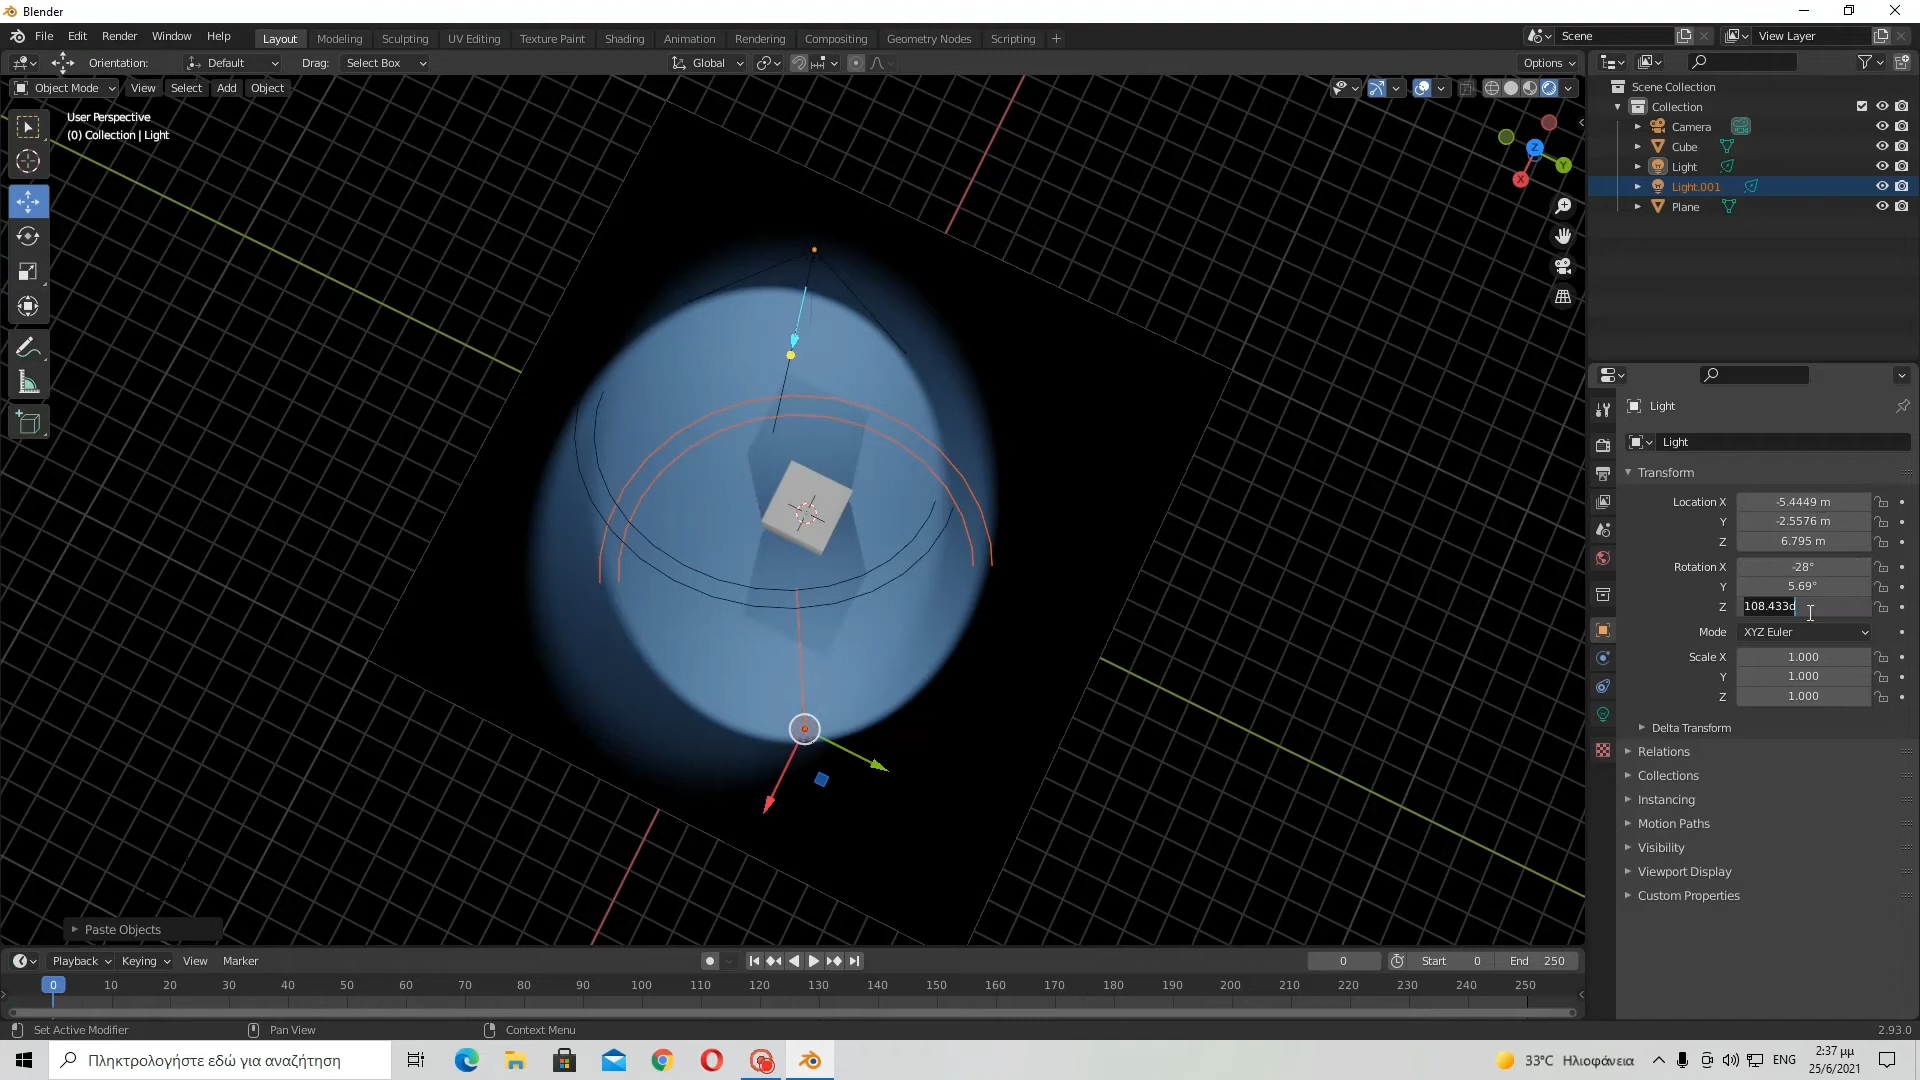 Blender
File Edit Render Window Help
Layout Modeling Sculpting UV Editing Texture Paint Shading Animation Rendering Compositing Geometry Nodes Scripting +
Scene
View Layer
Orientation: Default Drag: Select Box
Global
Options
Object Mode View Select Add Object
User Perspective
(0) Collection | Light
Z
Y
X
Scene Collection
Collection
Camera
Cube
Light
Light.001
Plane
Light
Light
Transform
Location X -5.4449 m
Y -2.5576 m
Z 6.795 m
Rotation X -28°
Y 5.69°
Z 108.433d
Mode XYZ Euler
Scale X 1.000
Y 1.000
Z 1.000
Delta Transform
Relations
Collections
Instancing
Motion Paths
Visibility
Viewport Display
Custom Properties
Paste Objects
Playback Keying View Marker
0 Start 0 End 250
0 10 20 30 40 50 60 70 80 90 100 110 120 130 140 150 160 170 180 190 200 210 220 230 240 250
Set Active Modifier Pan View Context Menu 2.93.0
Πληκτρολογήστε εδώ για αναζήτηση
33°C Ηλιοφάνεια
ENG
2:37 μμ
25/6/2021